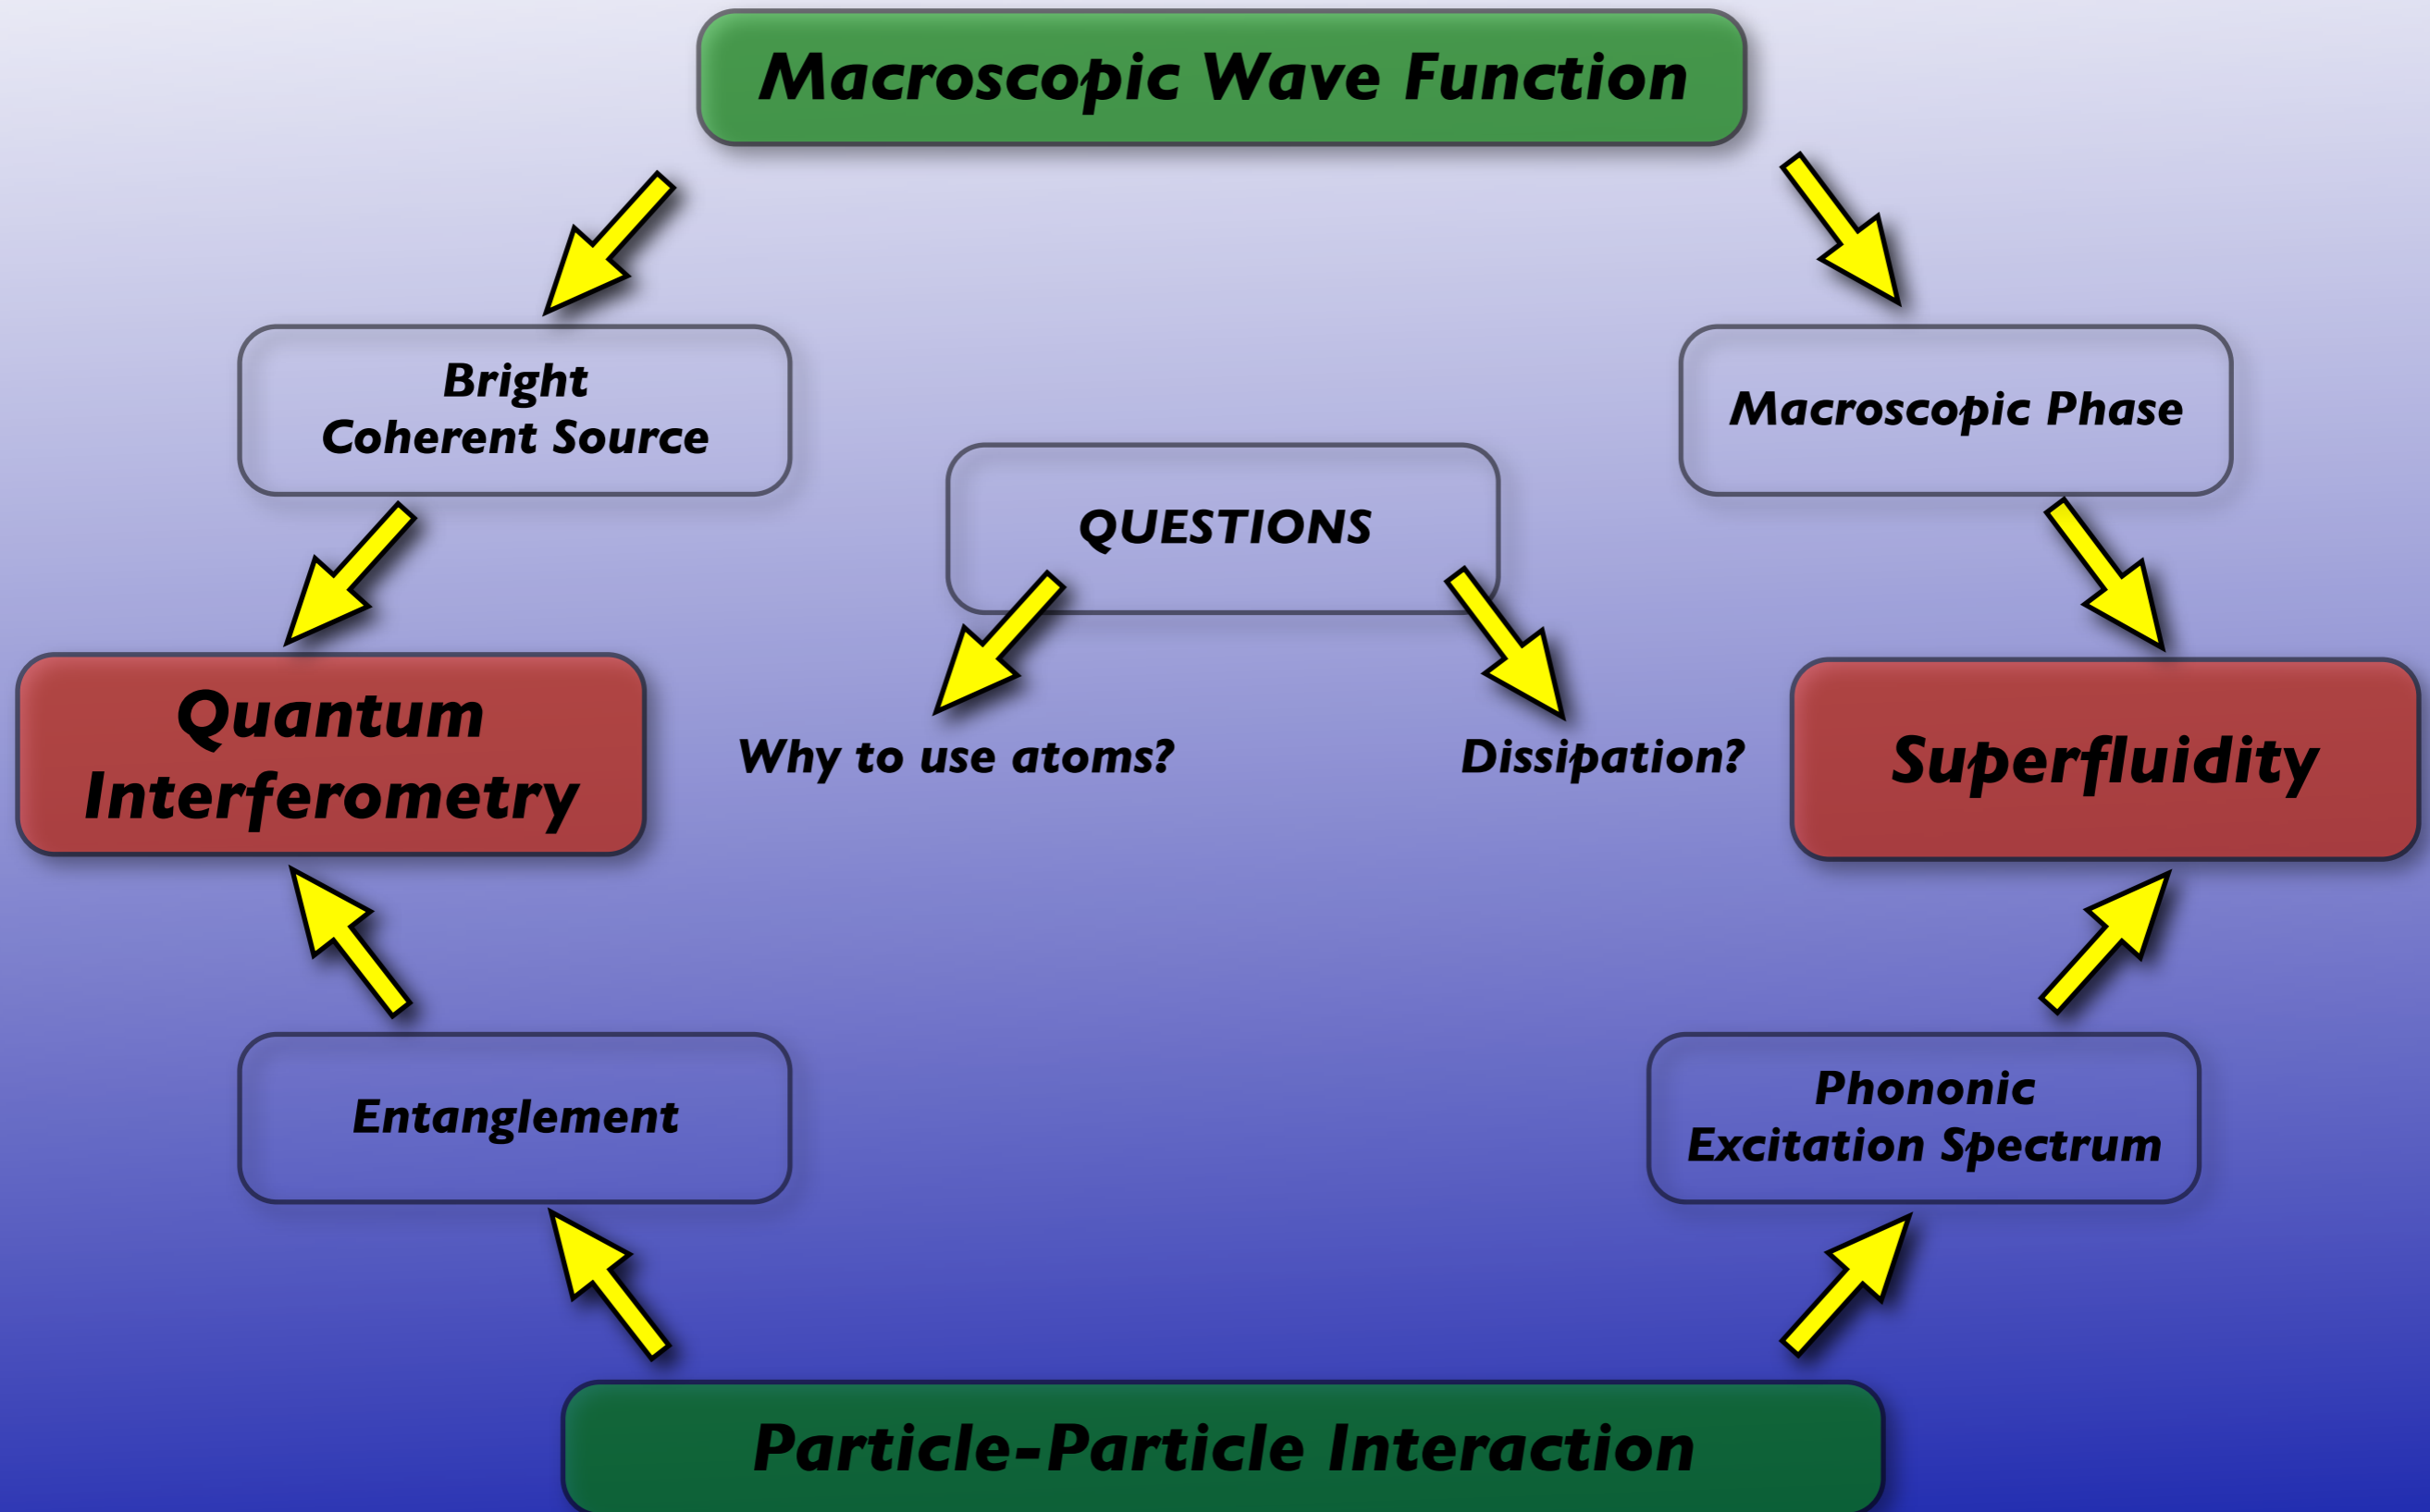 Macroscopic Wave Function
Bright
Coherent Source
Macroscopic Phase
QUESTIONS
Quantum
Interferometry
Why to use atoms?
Dissipation?
Superfluidity
Entanglement
Phononic
Excitation Spectrum
Particle-Particle Interaction